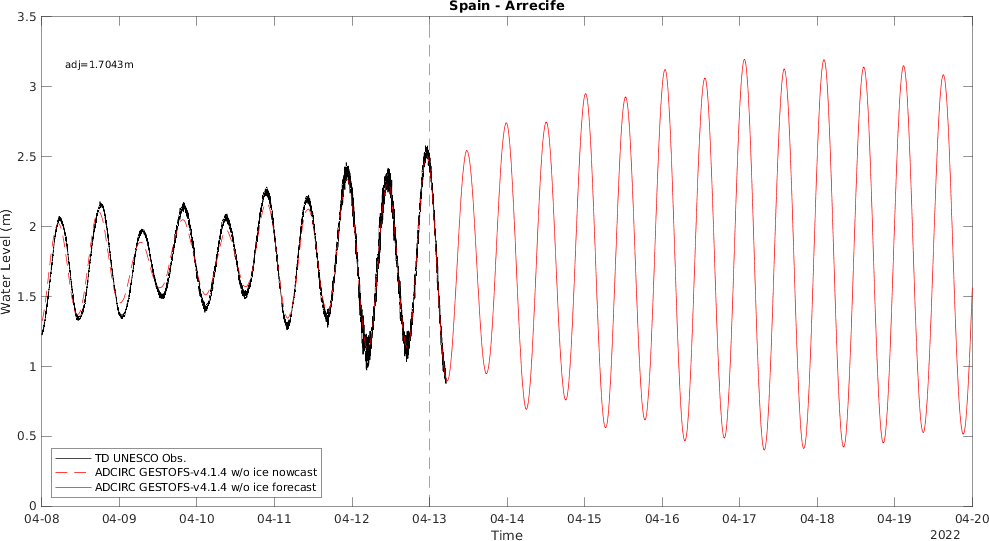 Spain - Arrecife
adj=1.7043m
Water Level (m)
3.5
3
2.5
2
1.5
1
0.5
0
TD UNESCO Obs.
ADCIRC GESTOFS-v4.1.4 w/o ice nowcast
ADCIRC GESTOFS-v4.1.4 w/o ice forecast
04-08 04-09 04-10 04-11 04-12 04-13 04-14 04-15 04-16 04-17 04-18 04-19 04-20
Time
2022